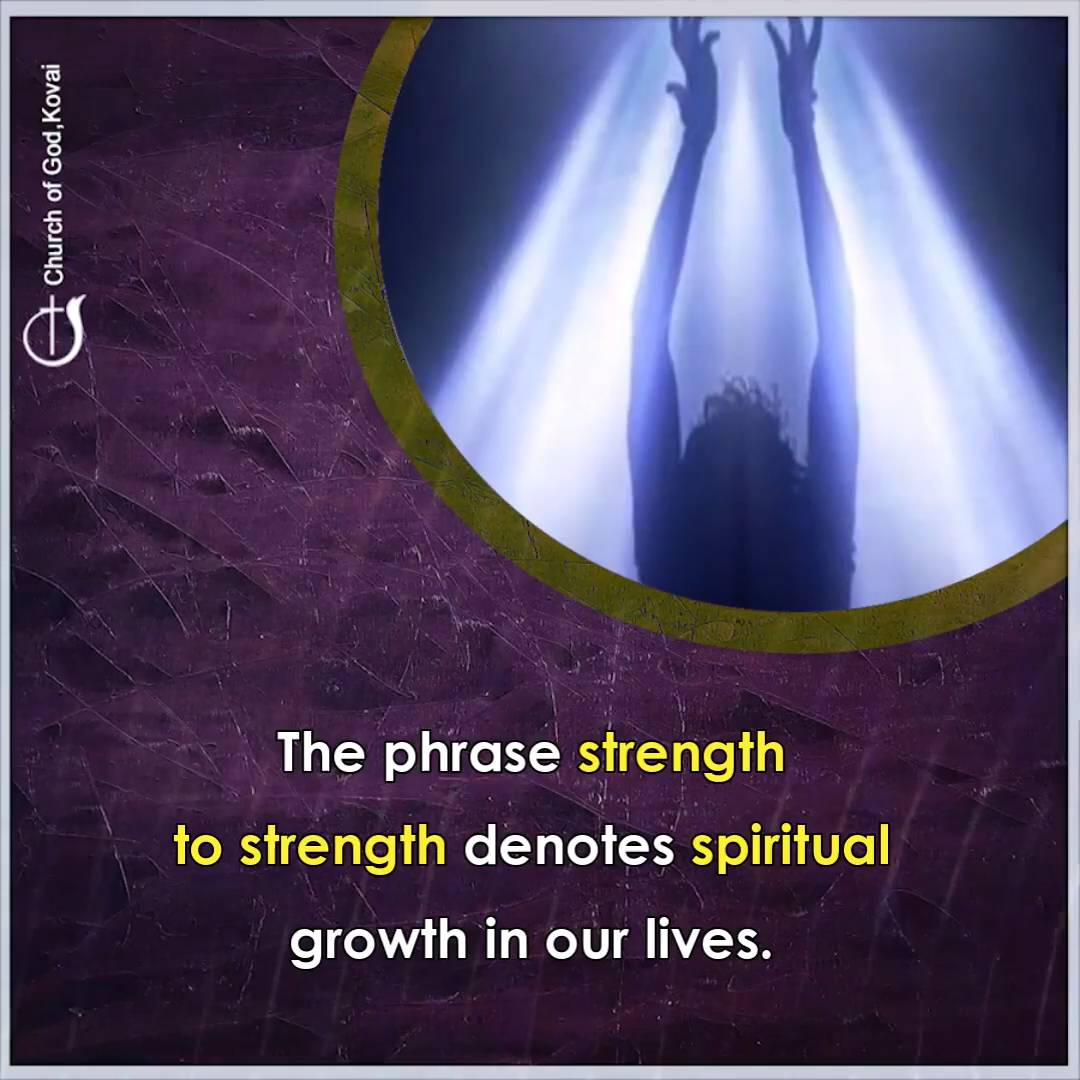 Church of God,Kovai
The phrase strength
to strength denotes spiritual
growth in our lives.